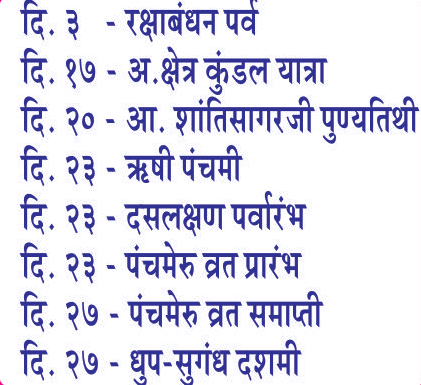 दि. ३ - रक्षाबंधन पर्व
दि. १७ - अ.क्षेत्र कुंडल यात्रा
दि. २० - आ. शांतिसागरजी पुण्यतिथी
दि. २३ - ऋषी पंचमी
दि. २३ - दसलक्षण पर्वारंभ
दि. २३ - पंचमेरु व्रत प्रारंभ
दि. २७ - पंचमेरु व्रत समाप्ती
दि. २७ - धुप-सुगंध दशमी